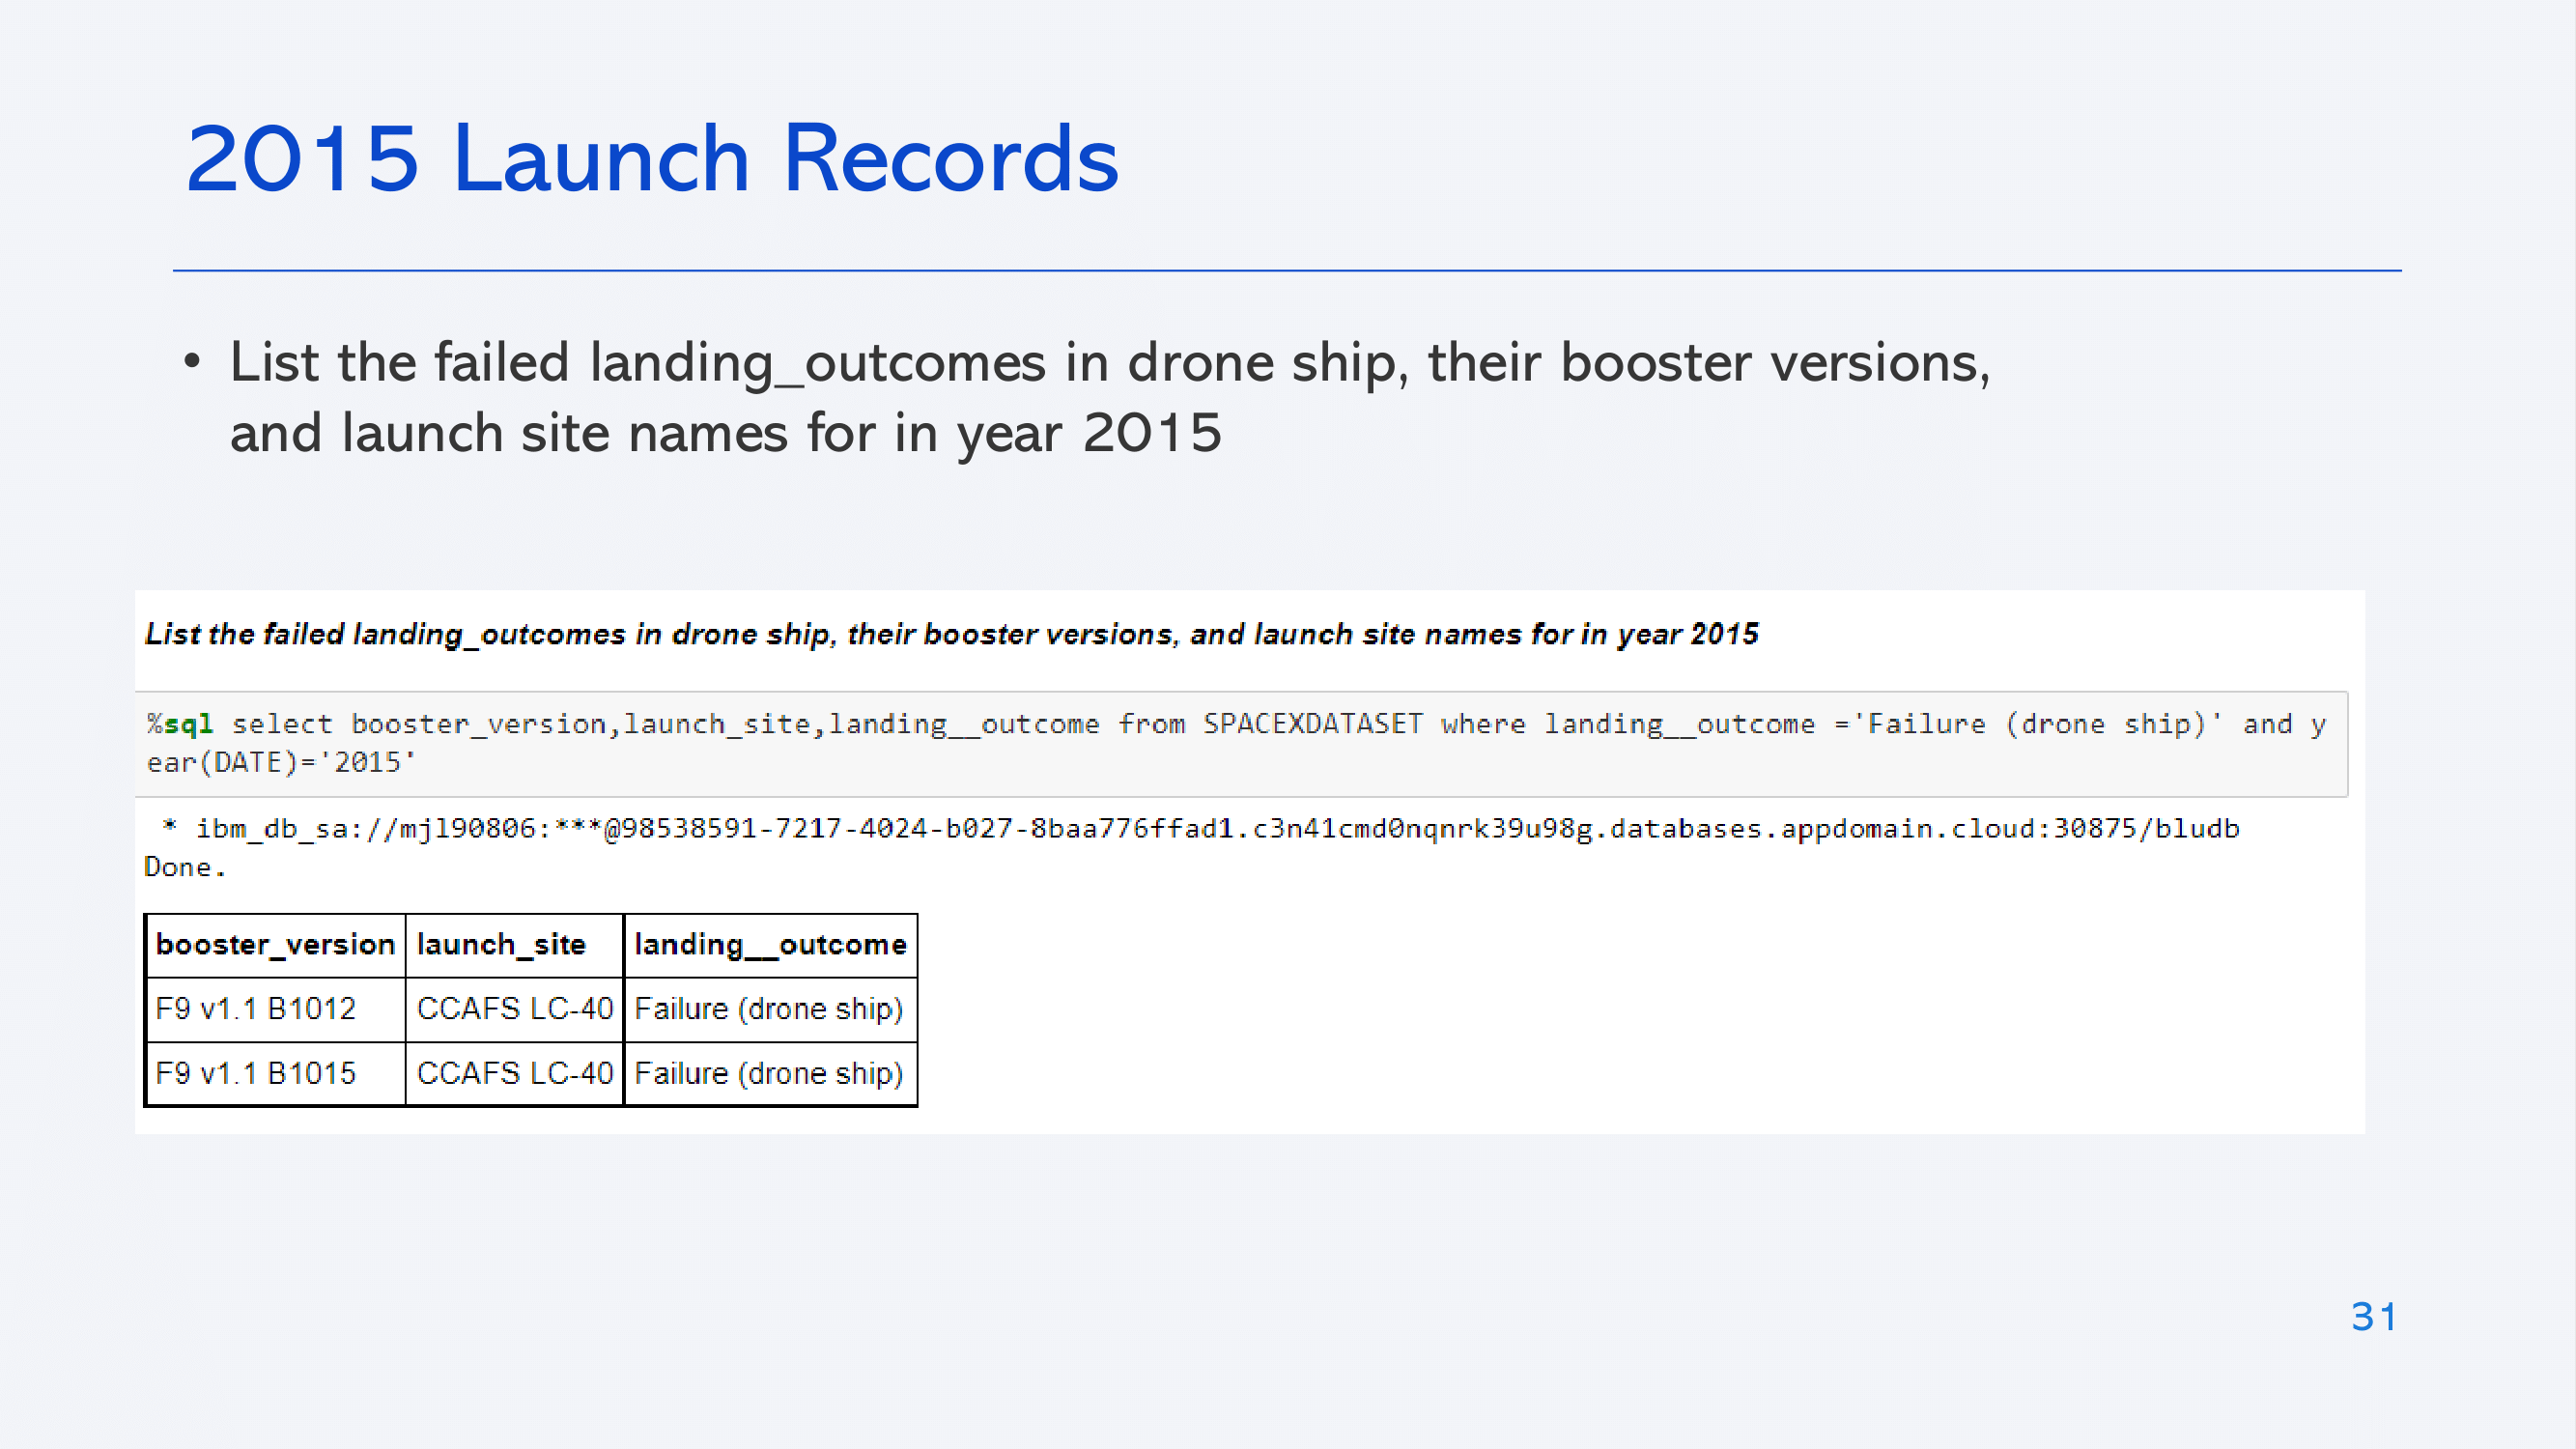 2015 Launch Records
• List the failed landing_outcomes in drone ship, their booster versions,
and launch site names for in year 2015
List the failed landing_outcomes in drone ship, their booster versions, and launch site names for in year 2015
%sql select booster_version,launch_site,landing__outcome from SPACEXDATASET where landing__outcome ='Failure (drone ship)' and y
ear(DATE)='2015'
* ibm_db_sa://mjl90806:***@98538591-7217-4024-b027-8baa776ffad1.c3n41cmd0nqnrk39u98g.databases.appdomain.cloud:30875/bludb
Done.
booster_version launch_site landing__outcome
F9 v1.1 B1012 CCAFS LC-40 Failure (drone ship)
F9 v1.1 B1015 CCAFS LC-40 Failure (drone ship)
31